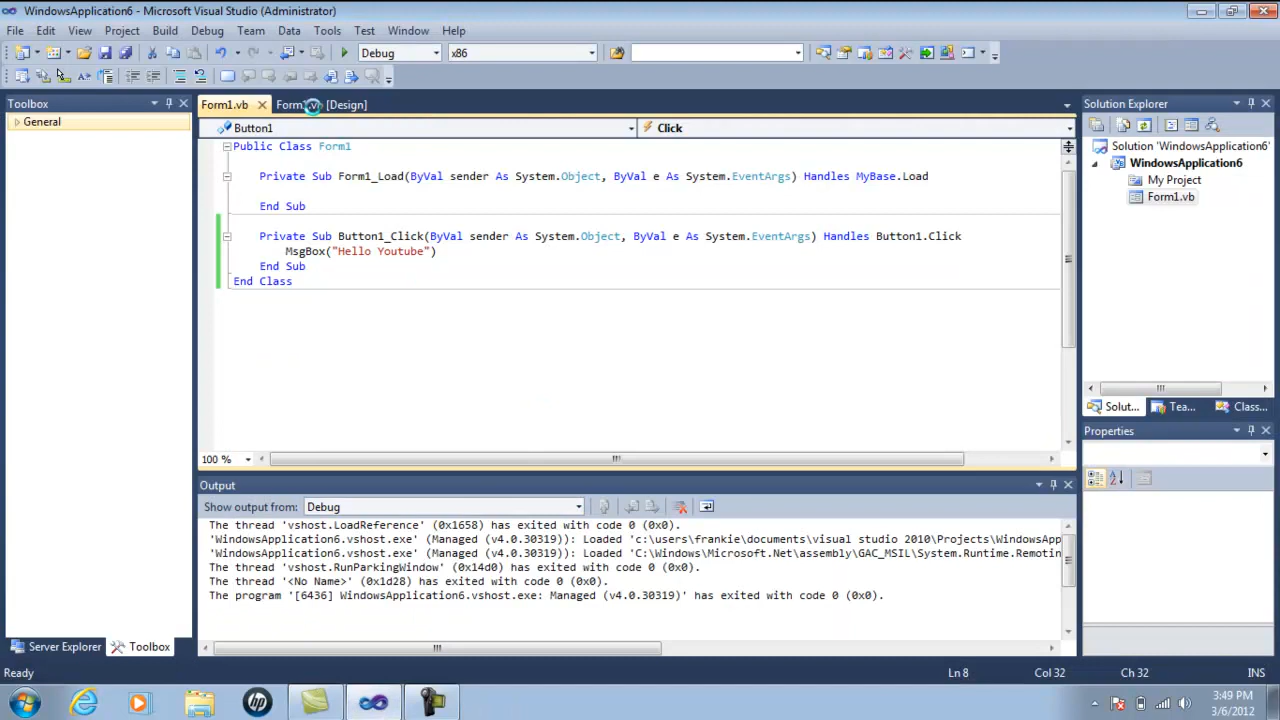 WindowsApplication6 - Microsoft Visual Studio (Administrator)
File Edit View Project Build Debug Team Data Tools Test Window Help
Debug x86
Toolbox
General
Form1.vb Form1.vb [Design]
Button1 Click
Public Class Form1
Private Sub Form1_Load(ByVal sender As System.Object, ByVal e As System.EventArgs) Handles MyBase.Load
End Sub
Private Sub Button1_Click(ByVal sender As System.Object, ByVal e As System.EventArgs) Handles Button1.Click
MsgBox("Hello Youtube")
End Sub
End Class
100 %
Solution Explorer
Solution 'WindowsApplication6'
WindowsApplication6
My Project
Form1.vb
Solut... Tea... Class...
Properties
Output
Show output from: Debug
The thread 'vshost.LoadReference' (0x1658) has exited with code 0 (0x0).
'WindowsApplication6.vshost.exe' (Managed (v4.0.30319)): Loaded 'c:\users\frankie\documents\visual studio 2010\Projects\WindowsApp
'WindowsApplication6.vshost.exe' (Managed (v4.0.30319)): Loaded 'C:\Windows\Microsoft.Net\assembly\GAC_MSIL\System.Runtime.Remotin
The thread 'vshost.RunParkingWindow' (0x14d0) has exited with code 0 (0x0).
The thread '<No Name>' (0x1d28) has exited with code 0 (0x0).
The program '[6436] WindowsApplication6.vshost.exe: Managed (v4.0.30319)' has exited with code 0 (0x0).
Server Explorer Toolbox
Ready Ln 8 Col 32 Ch 32 INS
hp
3:49 PM
3/6/2012